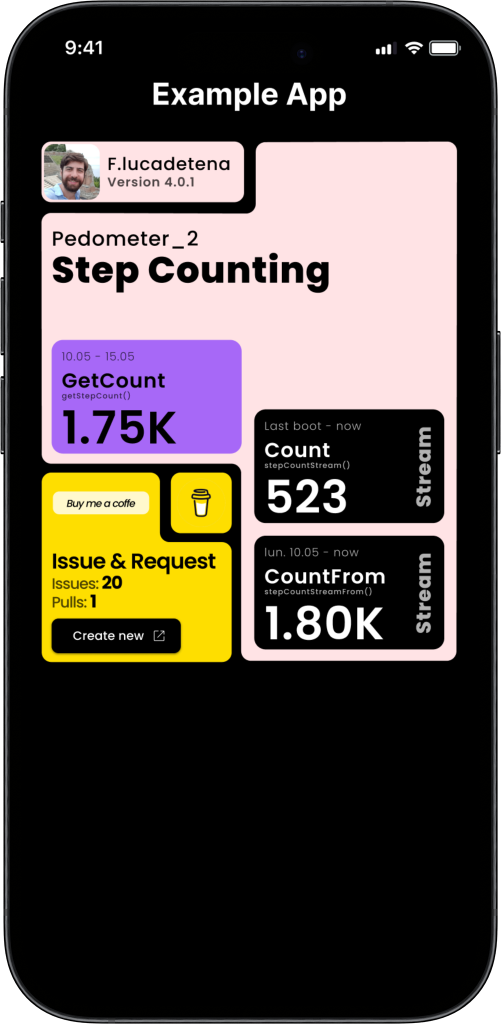 9:41
Example App
F.lucadetena
Version 4.0.1
Pedometer_2
Step Counting
10.05 - 15.05
GetCount
getStepCount()
1.75K
Last boot - now
Count
stepCountStream()
523
Stream
lun. 10.05 - now
CountFrom
stepCountStreamFrom()
1.80K
Stream
Buy me a coffe
Issue & Request
Issues: 20
Pulls: 1
Create new